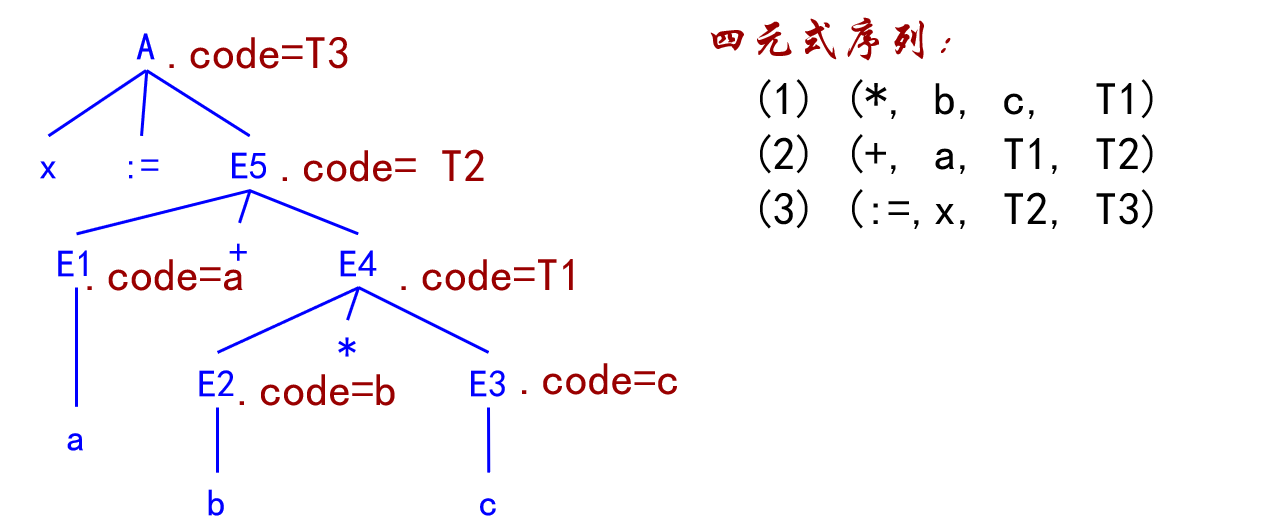 A.code=T3
x := E5.code= T2
E1.code=a + E4 .code=T1
* 
E2.code=b E3.code=c
a
b c
四元式序列：
(1) (*, b, c, T1)
(2) (+, a, T1, T2)
(3) (:=,x, T2, T3)